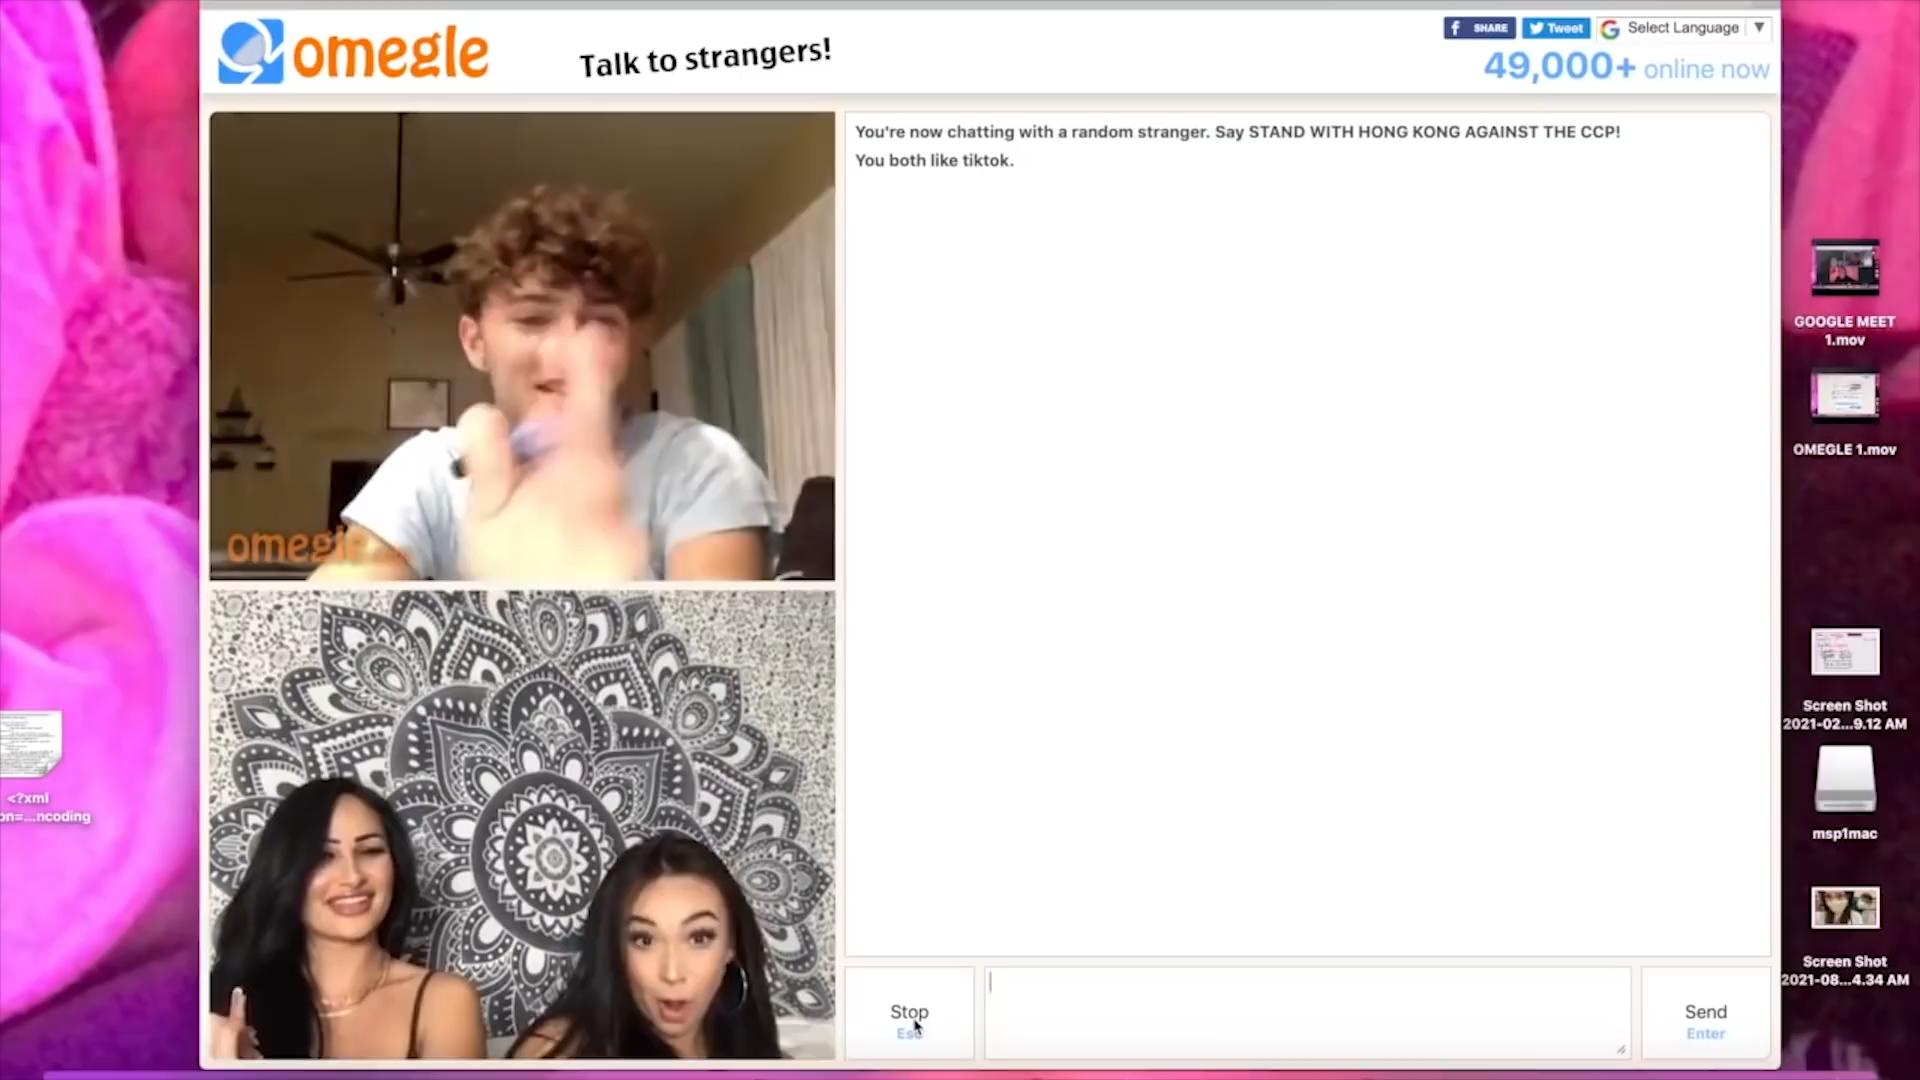 omegle
Talk to strangers!
SHARE
Tweet
Select Language
49,000+ online now
You're now chatting with a random stranger. Say STAND WITH HONG KONG AGAINST THE CCP!
You both like tiktok.
omegle
GOOGLE MEET
1.mov
OMEGLE 1.mov
Screen Shot
2021-02...9.12 AM
msp1mac
Screen Shot
2021-08...4.34 AM
<?xml
on=...ncoding
Stop
Esc
Send
Enter